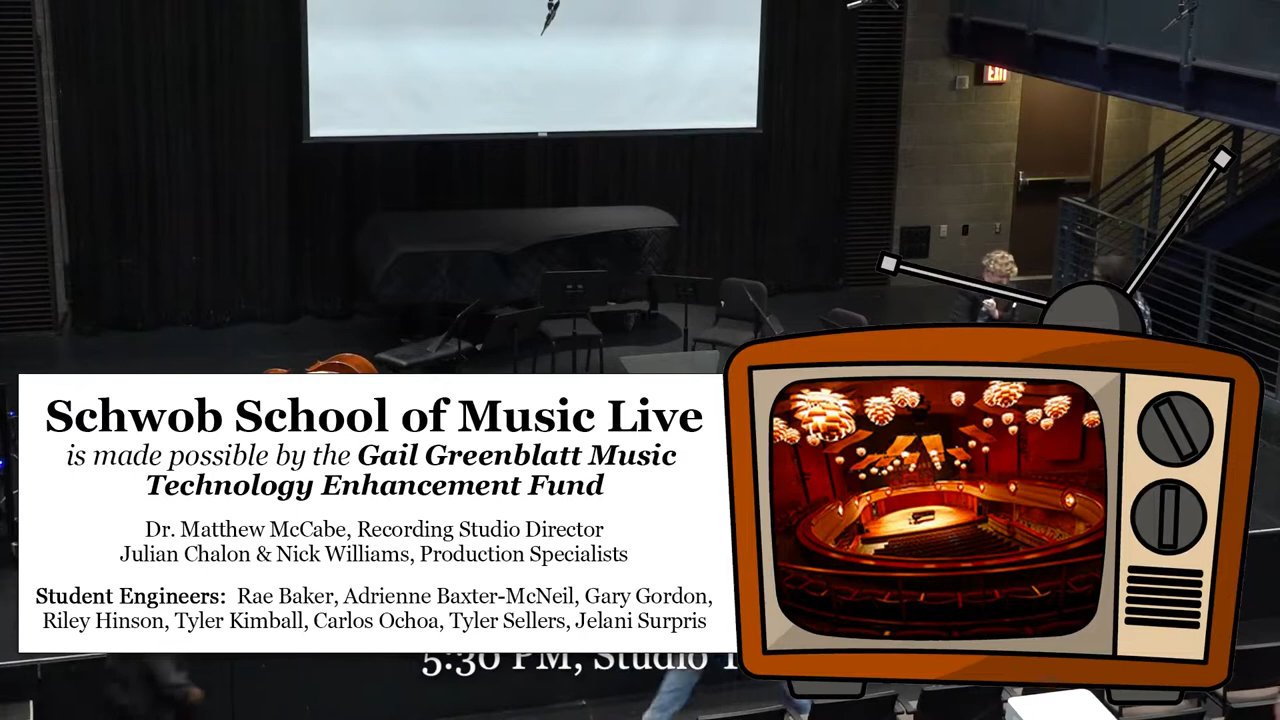 EXIT
Schwob School of Music Live
is made possible by the Gail Greenblatt Music
Technology Enhancement Fund
Dr. Matthew McCabe, Recording Studio Director
Julian Chalon & Nick Williams, Production Specialists
Student Engineers: Rae Baker, Adrienne Baxter-McNeil, Gary Gordon,
Riley Hinson, Tyler Kimball, Carlos Ochoa, Tyler Sellers, Jelani Surpris
5:30 PM, Studio